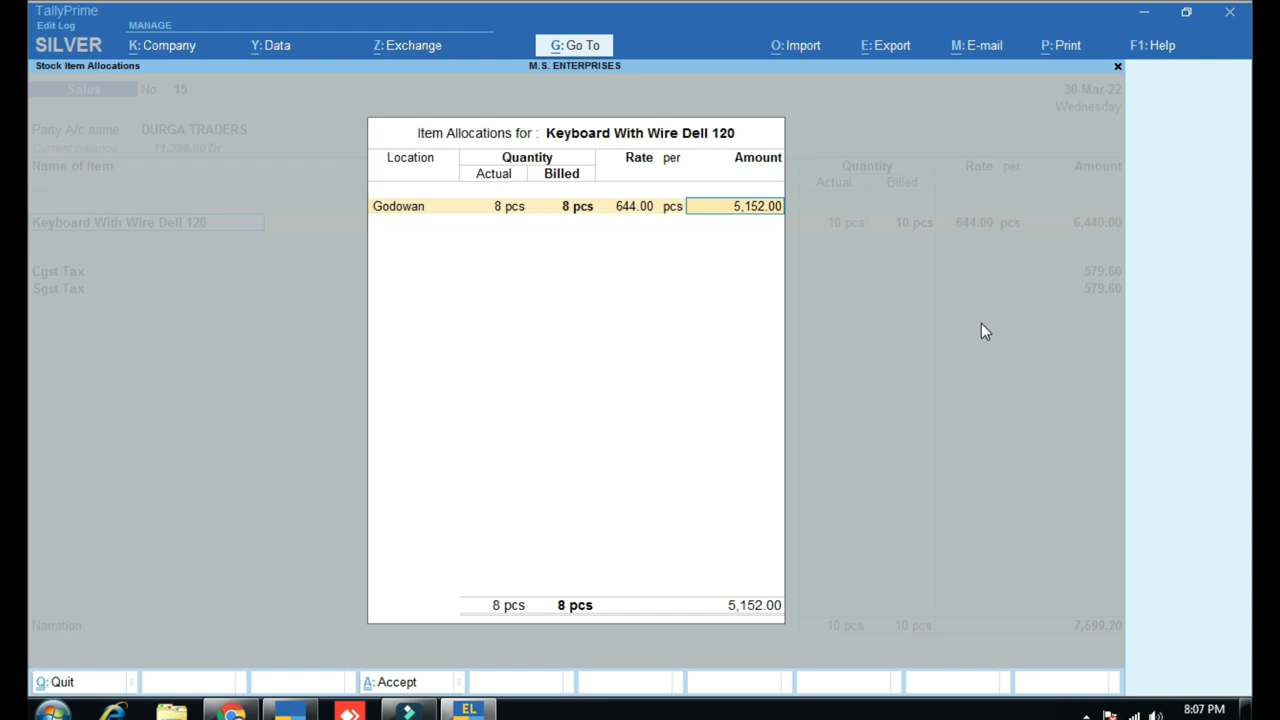 TallyPrime
Edit Log
SILVER
MANAGE
K: Company Y: Data Z: Exchange G: Go To O: Import E: Export M: E-mail P: Print F1: Help
Stock Item Allocations M.S. ENTERPRISES
Sales No. 15 30-Mar-22
Wednesday
Party A/c name : DURGA TRADERS
Current balance: 11,398.80 Dr
Name of Item Quantity Rate per Amount
Actual Billed
Keyboard With Wire Dell 120 10 pcs 10 pcs 644.00 pcs 6,440.00
Cgst Tax 579.60
Sgst Tax 579.60
Item Allocations for : Keyboard With Wire Dell 120
Location Quantity Rate per Amount
Actual Billed
Godowan 8 pcs 8 pcs 644.00 pcs 5,152.00
8 pcs 8 pcs 5,152.00
Narration: 10 pcs 10 pcs 7,599.20
Q: Quit A: Accept
EL
8:07 PM